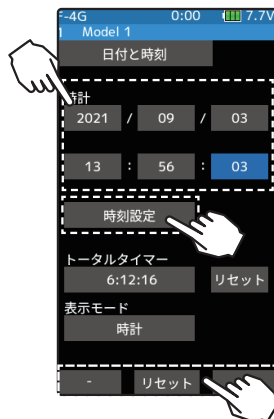 -4G 0:00 7.7V
Model 1
日付と時刻
時計
2021 / 09 / 03
13 : 56 : 03
時刻設定
トータルタイマー
6:12:16 リセット
表示モード
時計
- リセット